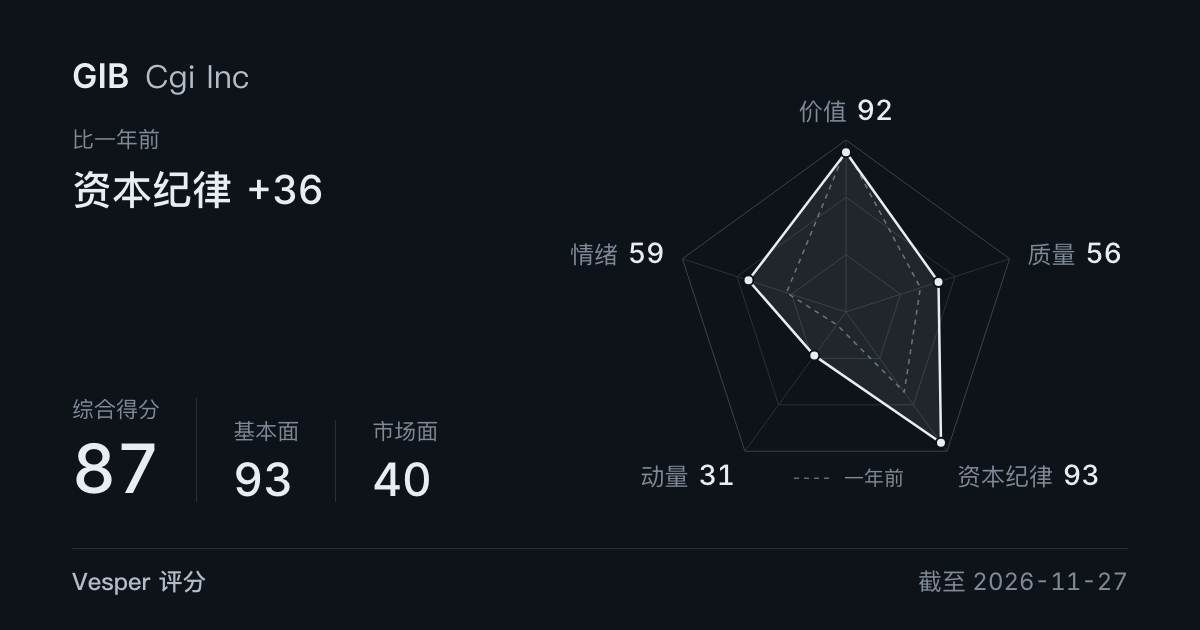 GIB Cgi Inc
比一年前
资本纪律 +36
价值 92
情绪 59
质量 56
动量 31
一年前
资本纪律 93
综合得分
87
基本面
93
市场面
40
Vesper 评分
截至 2026-11-27